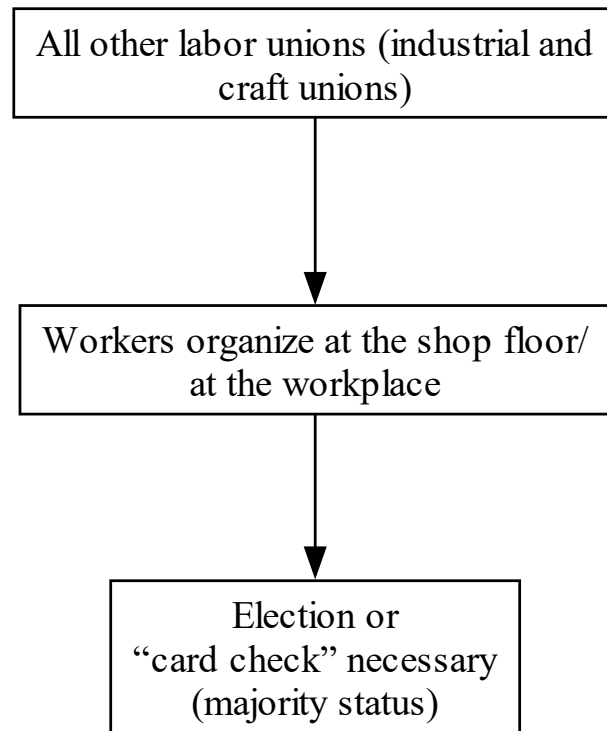 All other labor unions (industrial and
craft unions)
Workers organize at the shop floor/
at the workplace
Election or
“card check” necessary
(majority status)